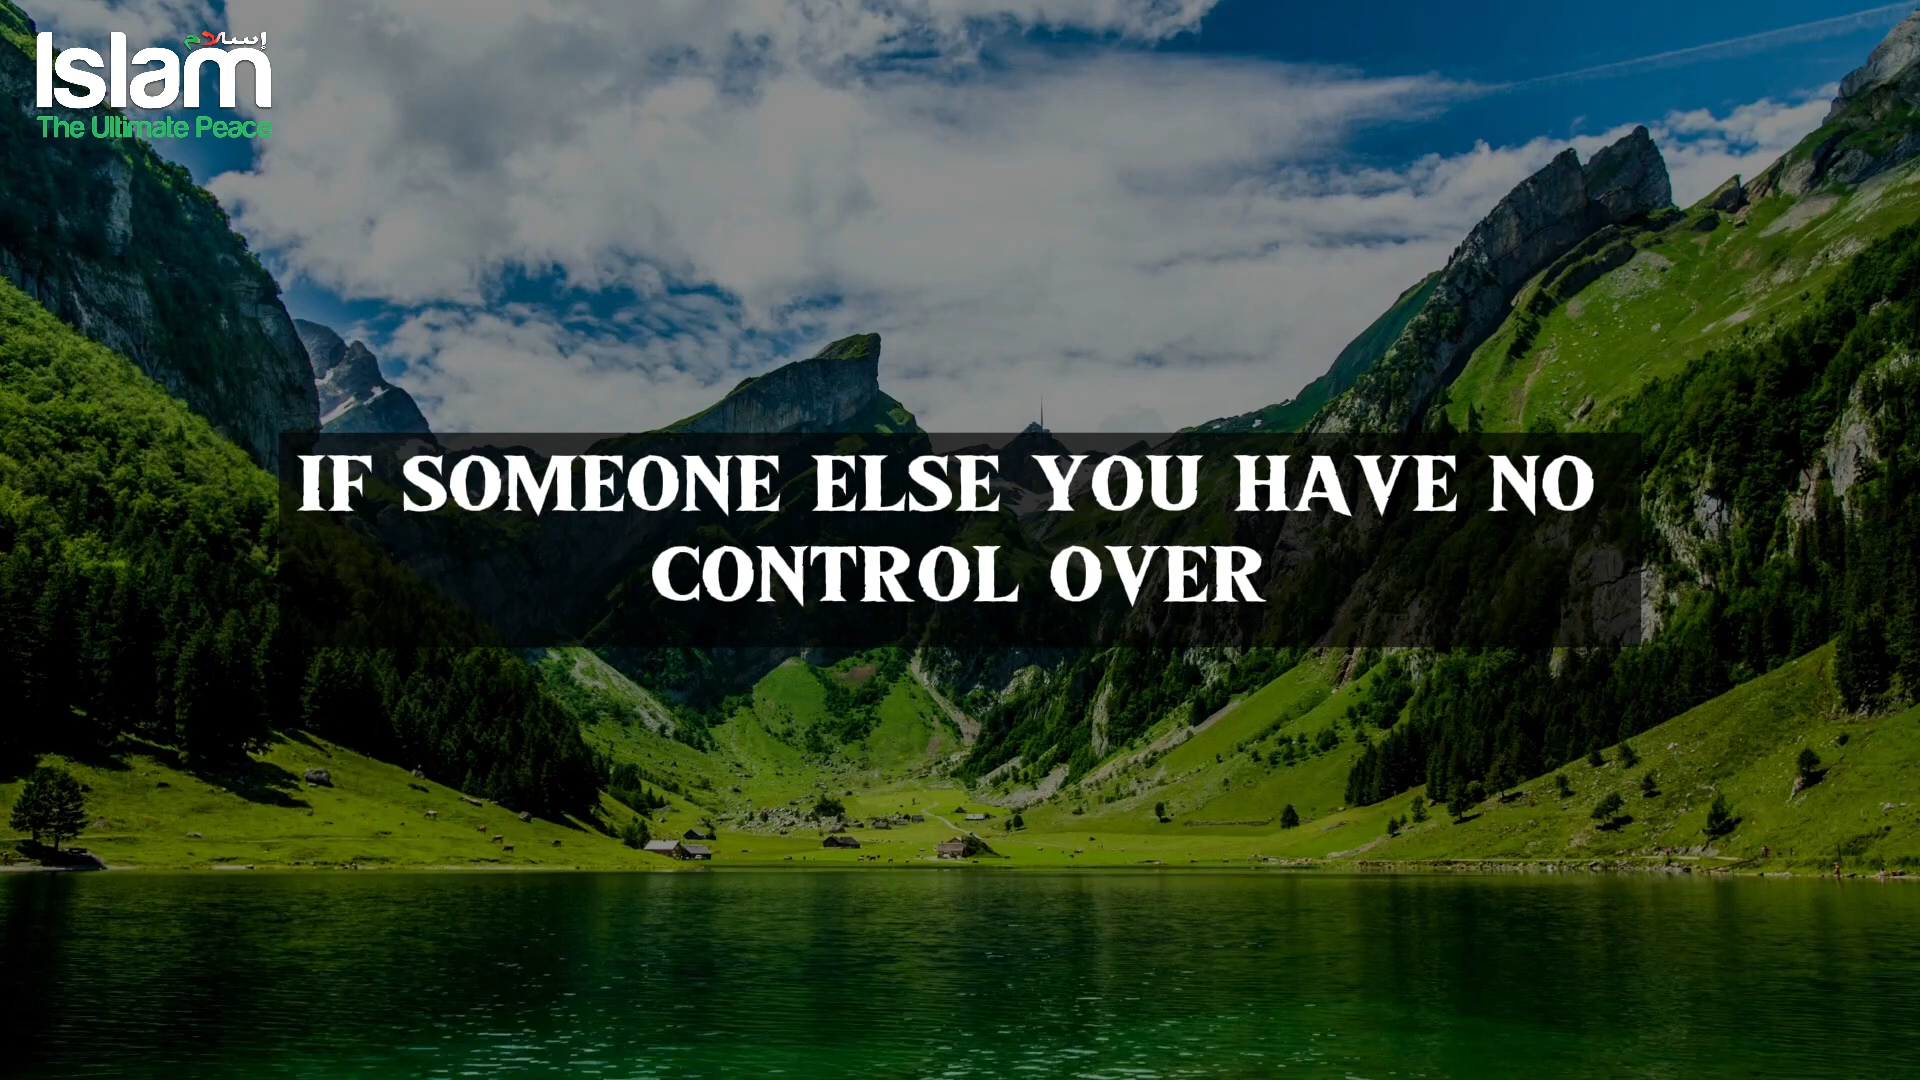 إسلام
Islam
The Ultimate Peace
IF SOMEONE ELSE YOU HAVE NO
CONTROL OVER